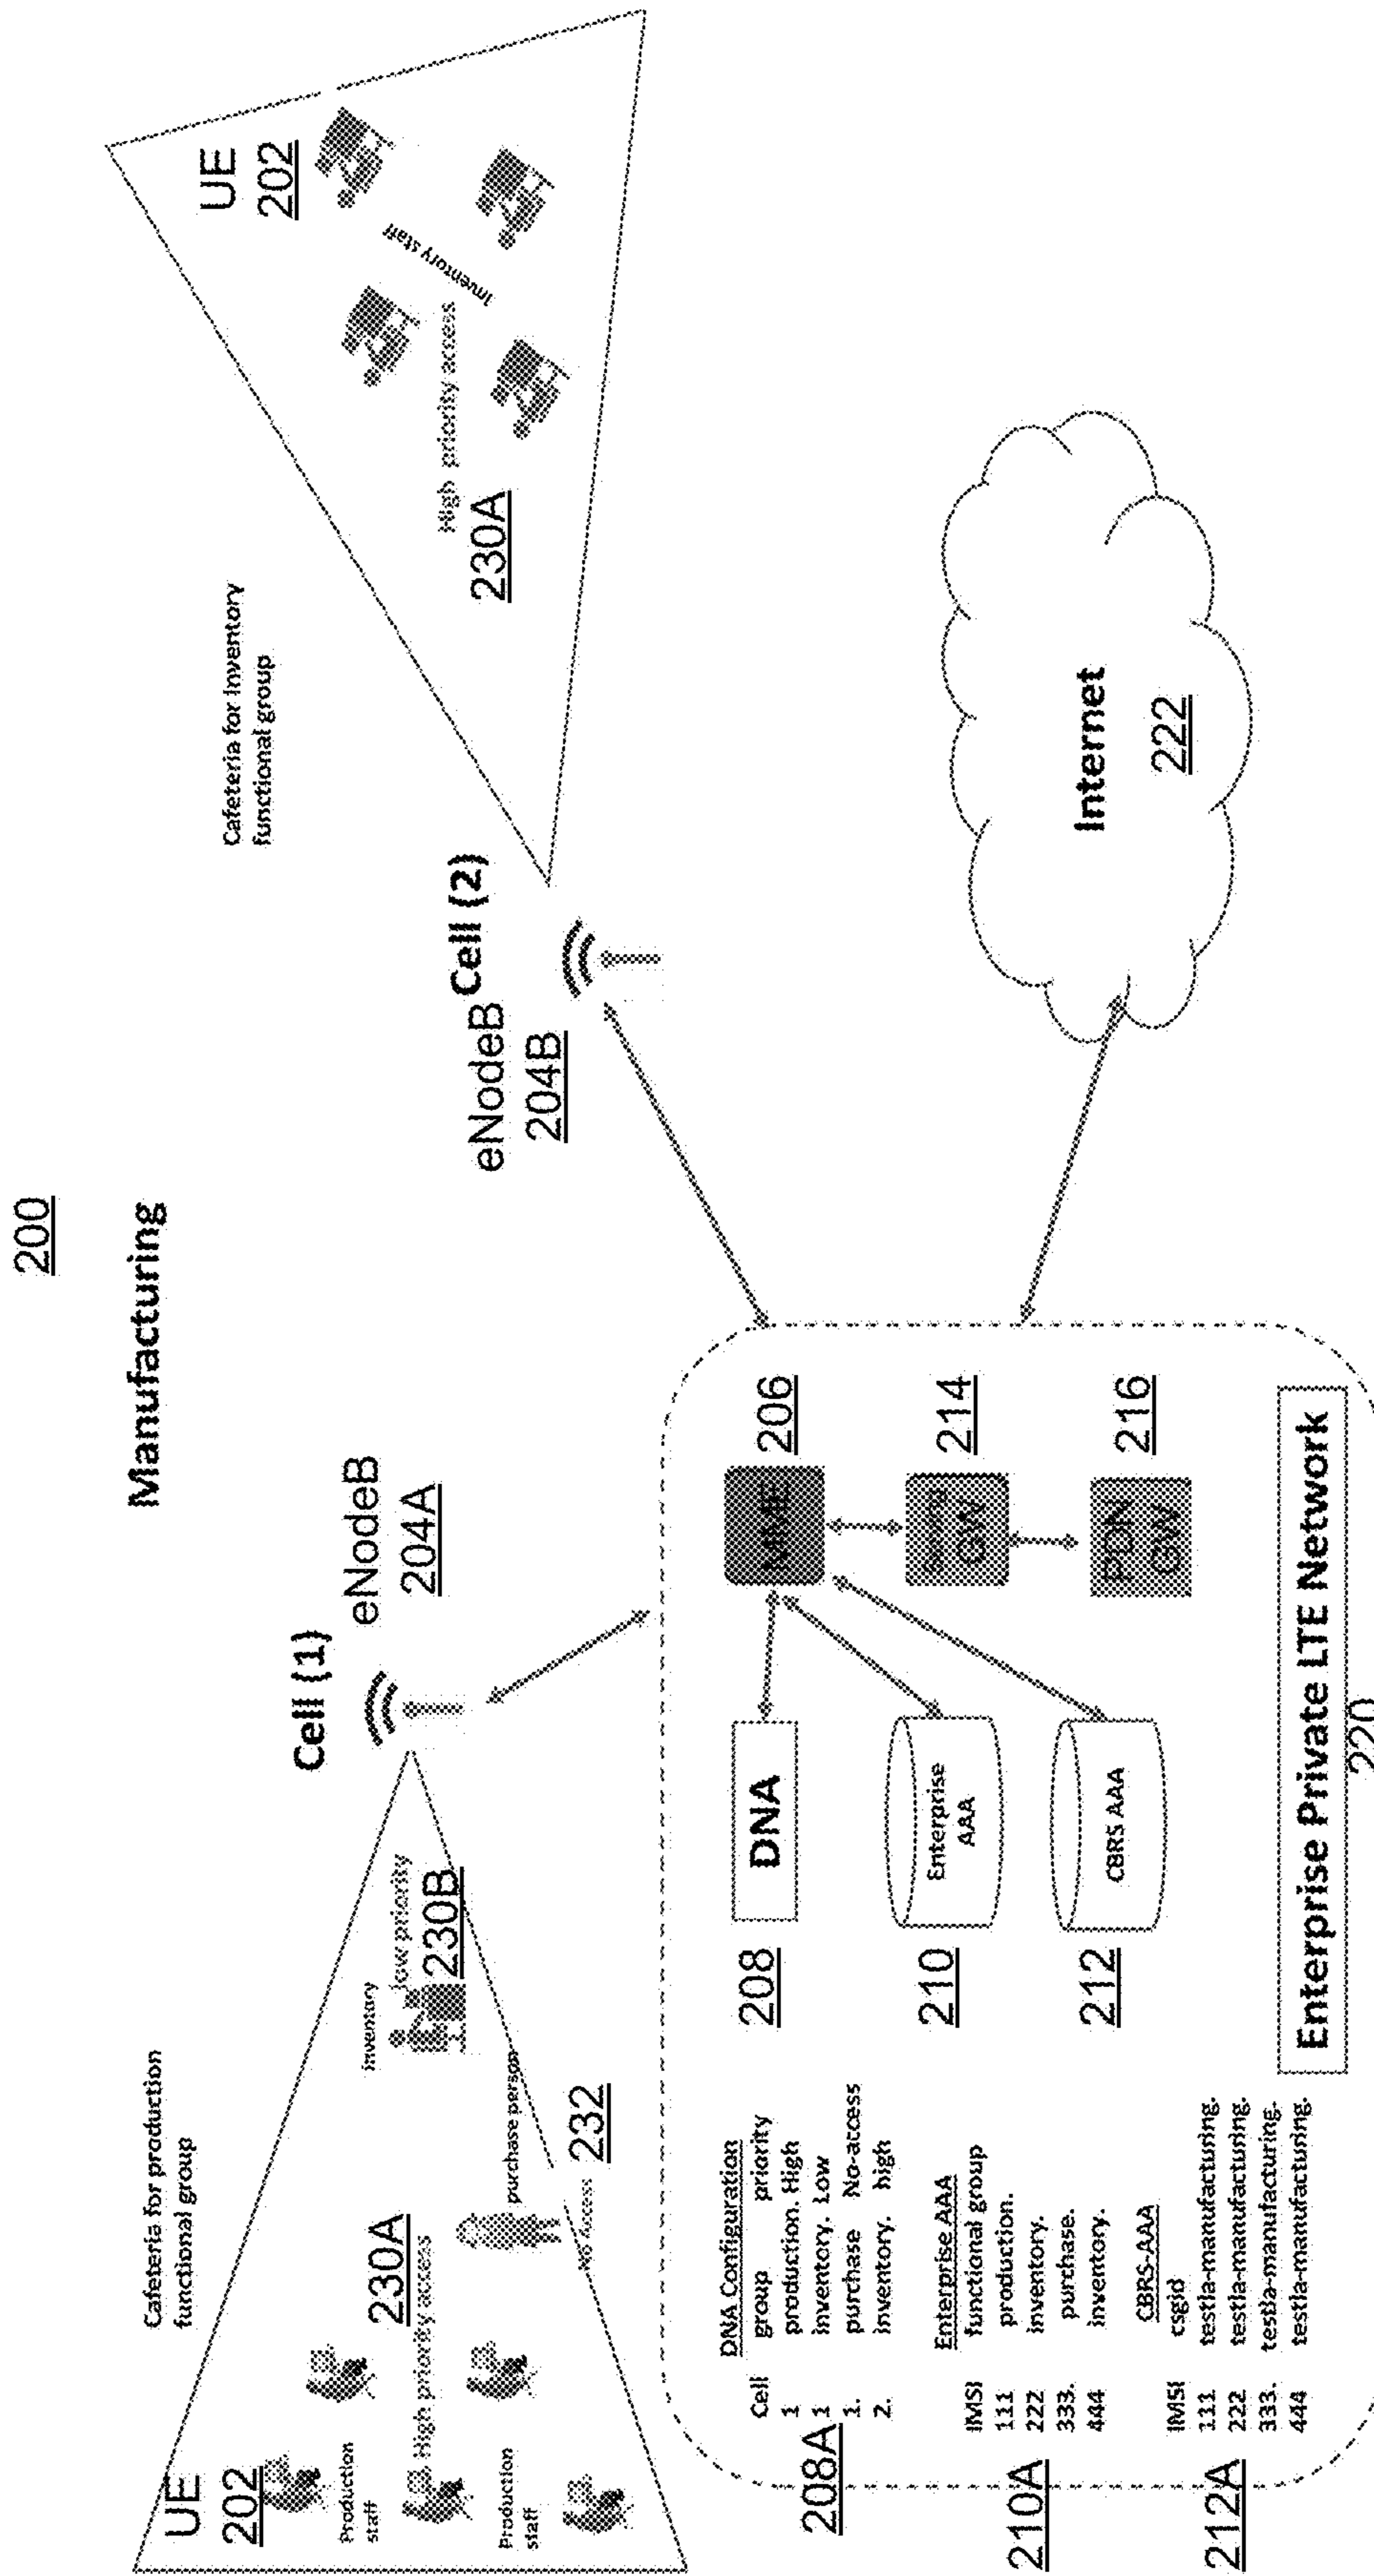 200
Manufacturing
Cafeteria for production
functional group
UE
202
Production
staff
Production
staff
High priority access
230A
purchase person
No Access
232
inventory
low priority
230B
Cell (1)
eNodeB
204A
Cafeteria for Inventory
functional group
eNodeB
204B
Cell (2)
High priority access
230A
Inventory staff
UE
202
DNA Configuration
Cell group priority
1 production. High
1 inventory. Low
1. purchase No-access
2. inventory. high
208A
Enterprise AAA
IMSI functional group
111 production.
222 inventory.
333. purchase.
444 inventory.
210A
CBRS-AAA
IMSI csgid
111 testla-manufacturing.
222 testla-manufacturing.
333. testla-manufacturing.
444 testla-manufacturing.
212A
208
DNA
210
Enterprise
AAA
212
CBRS AAA
MME
206
Serving
GW
214
PDN
GW
216
Enterprise Private LTE Network
220
Internet
222